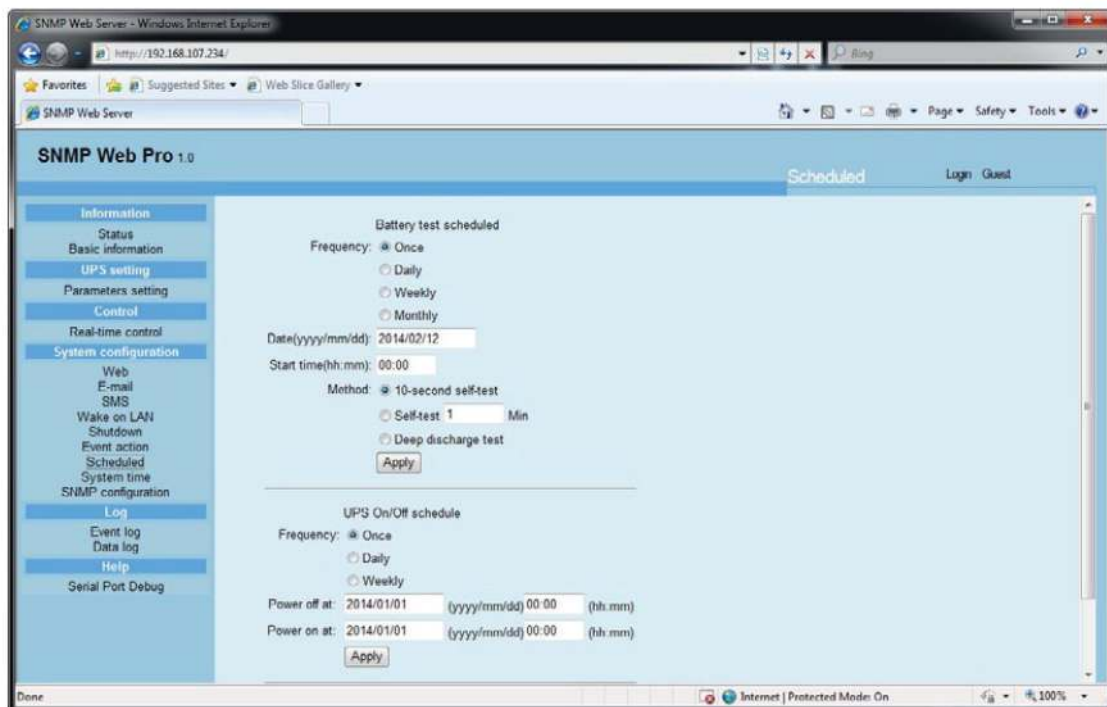 SNMP Web Server - Windows Internet Explorer
http://192.168.107.234/
Bing
Favorites Suggested Sites Web Slice Gallery
SNMP Web Server
Page Safety Tools
SNMP Web Pro 1.0
Scheduled Login Guest
Information
Status
Basic information
UPS setting
Parameters setting
Control
Real-time control
System configuration
Web
E-mail
SMS
Wake on LAN
Shutdown
Event action
Scheduled
System time
SNMP configuration
Log
Event log
Data log
Help
Serial Port Debug
Battery test scheduled
Frequency: Once
Daily
Weekly
Monthly
Date(yyyy/mm/dd): 2014/02/12
Start time(hh:mm): 00:00
Method: 10-second self-test
Self-test 1 Min
Deep discharge test
Apply
UPS On/Off schedule
Frequency: Once
Daily
Weekly
Power off at: 2014/01/01 (yyyy/mm/dd) 00:00 (hh:mm)
Power on at: 2014/01/01 (yyyy/mm/dd) 00:00 (hh:mm)
Apply
Done Internet | Protected Mode: On 100%